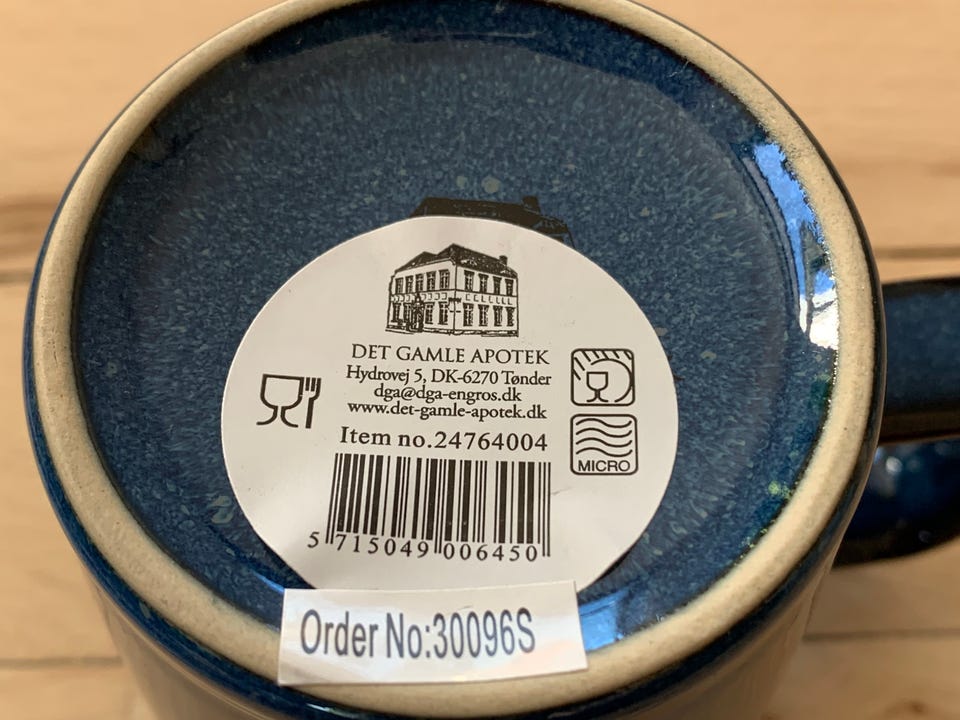 DET GAMLE APOTEK
Hydrovej 5, DK-6270 Tønder
dga@dga-engros.dk
www.det-gamle-apotek.dk
Item no.24764004
MICRO
5 715049 006450
Order No:30096S